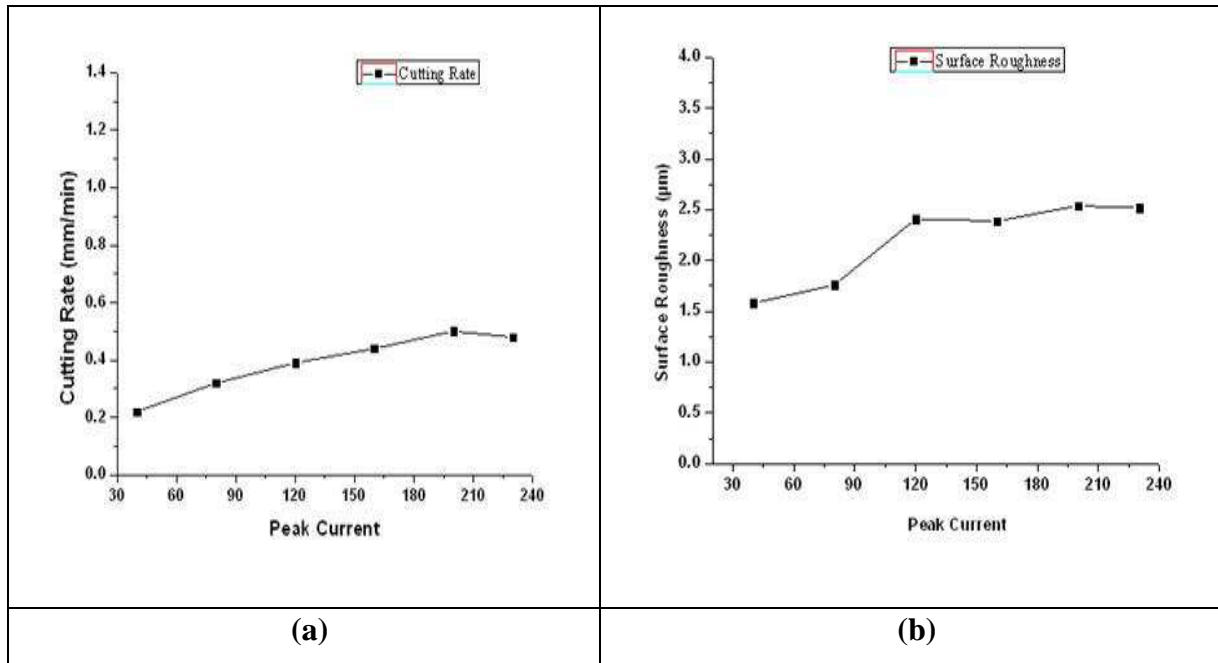 Cutting Rate
1.4
1.2
1.0
0.8
0.6
0.4
0.2
0.0
Cutting Rate (mm/min)
30 60 90 120 150 180 210 240
Peak Current
(a)
Surface Roughness
4.0
3.5
3.0
2.5
2.0
1.5
1.0
0.5
0.0
Surface Roughness (µm)
30 60 90 120 150 180 210 240
Peak Current
(b)